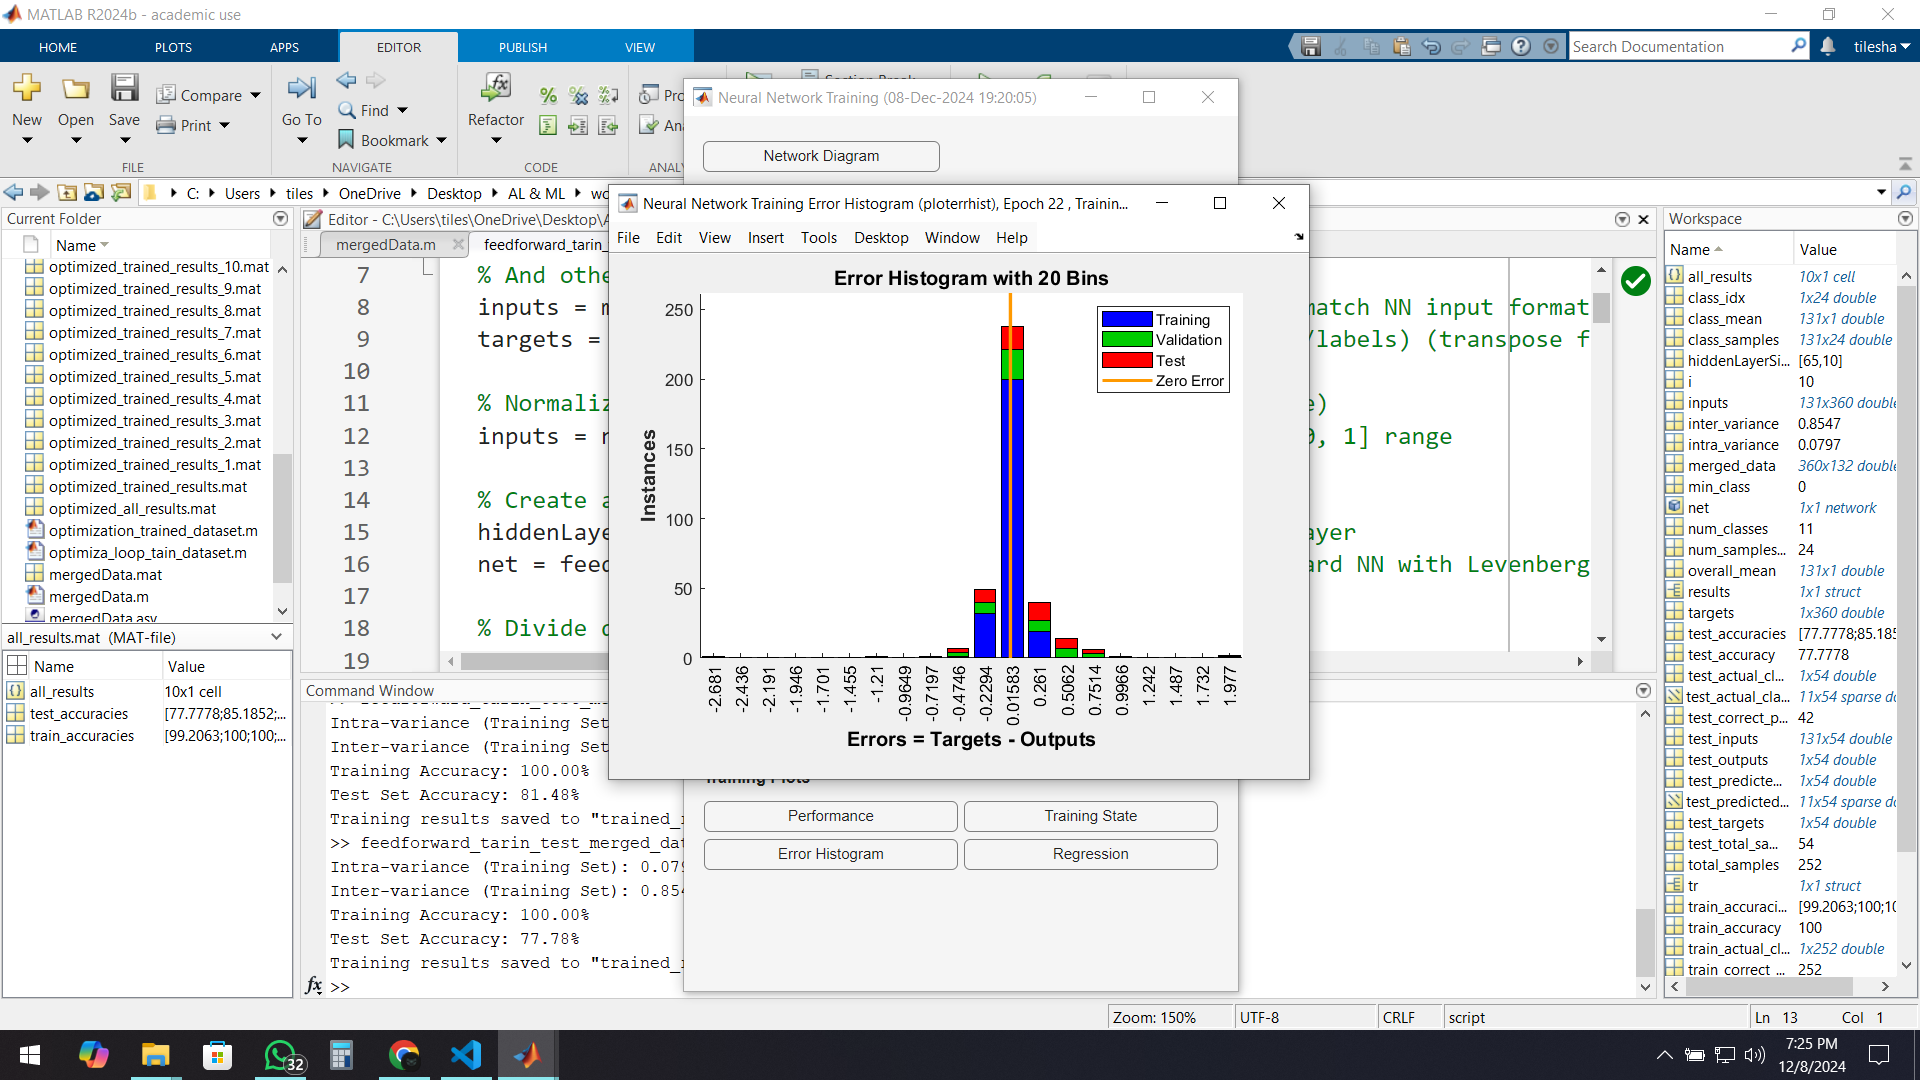 MATLAB R2024b - academic use
HOME
PLOTS
APPS
EDITOR
PUBLISH
VIEW
Search Documentation
tilesha
New
Open
Save
Compare
Print
FILE
Go To
Find
Bookmark
NAVIGATE
Refactor
CODE
C:
Users
tiles
OneDrive
Desktop
AL & ML
Current Folder
Name
optimized_trained_results_10.mat
optimized_trained_results_9.mat
optimized_trained_results_8.mat
optimized_trained_results_7.mat
optimized_trained_results_6.mat
optimized_trained_results_5.mat
optimized_trained_results_4.mat
optimized_trained_results_3.mat
optimized_trained_results_2.mat
optimized_trained_results_1.mat
optimized_trained_results.mat
optimized_all_results.mat
optimization_trained_dataset.m
optimiza_loop_tain_dataset.m
mergedData.mat
mergedData.m
mergedData.asv
all_results.mat (MAT-file)
Name Value
all_results 10x1 cell
test_accuracies [77.7778;85.1852;...
train_accuracies [99.2063;100;100;...
Editor - C:\Users\tiles\OneDrive\Desktop\A
mergedData.m
feedforward_tarin_
7 % And othe
8 inputs = m match NN input format
9 targets = /labels) (transpose f
10
11 % Normaliz e)
12 inputs = n 0, 1] range
13
14 % Create a
15 hiddenLaye ayer
16 net = feed ard NN with Levenberg
17
18 % Divide d
19
Command Window
Intra-variance (Training Set
Inter-variance (Training Set
Training Accuracy: 100.00%
Test Set Accuracy: 81.48%
Training results saved to "trained_r
>> feedforward_tarin_test_merged_dat
Intra-variance (Training Set): 0.079
Inter-variance (Training Set): 0.854
Training Accuracy: 100.00%
Test Set Accuracy: 77.78%
Training results saved to "trained_r
fx >>
Neural Network Training (08-Dec-2024 19:20:05)
Network Diagram
Neural Network Training Error Histogram (ploterrhist), Epoch 22 , Trainin...
File Edit View Insert Tools Desktop Window Help
Error Histogram with 20 Bins
Training
Validation
Test
Zero Error
Instances
250
200
150
100
50
0
-2.681
-2.436
-2.191
-1.946
-1.701
-1.455
-1.21
-0.9649
-0.7197
-0.4746
-0.2294
0.01583
0.261
0.5062
0.7514
0.9966
1.242
1.487
1.732
1.977
Errors = Targets - Outputs
Training Plots
Performance
Training State
Error Histogram
Regression
Workspace
Name Value
all_results 10x1 cell
class_idx 1x24 double
class_mean 131x1 double
class_samples 131x24 double
hiddenLayerSi... [65,10]
i 10
inputs 131x360 double
inter_variance 0.8547
intra_variance 0.0797
merged_data 360x132 double
min_class 0
net 1x1 network
num_classes 11
num_samples... 24
overall_mean 131x1 double
results 1x1 struct
targets 1x360 double
test_accuracies [77.7778;85.185
test_accuracy 77.7778
test_actual_cl... 1x54 double
test_actual_cla... 11x54 sparse do
test_correct_p... 42
test_inputs 131x54 double
test_outputs 1x54 double
test_predicte... 1x54 double
test_predicted... 11x54 sparse do
test_targets 1x54 double
test_total_sa... 54
total_samples 252
tr 1x1 struct
train_accuraci... [99.2063;100;10
train_accuracy 100
train_actual_cl... 1x252 double
train_correct_... 252
Zoom: 150%
UTF-8
CRLF
script
Ln 13 Col 1
32
7:25 PM
12/8/2024